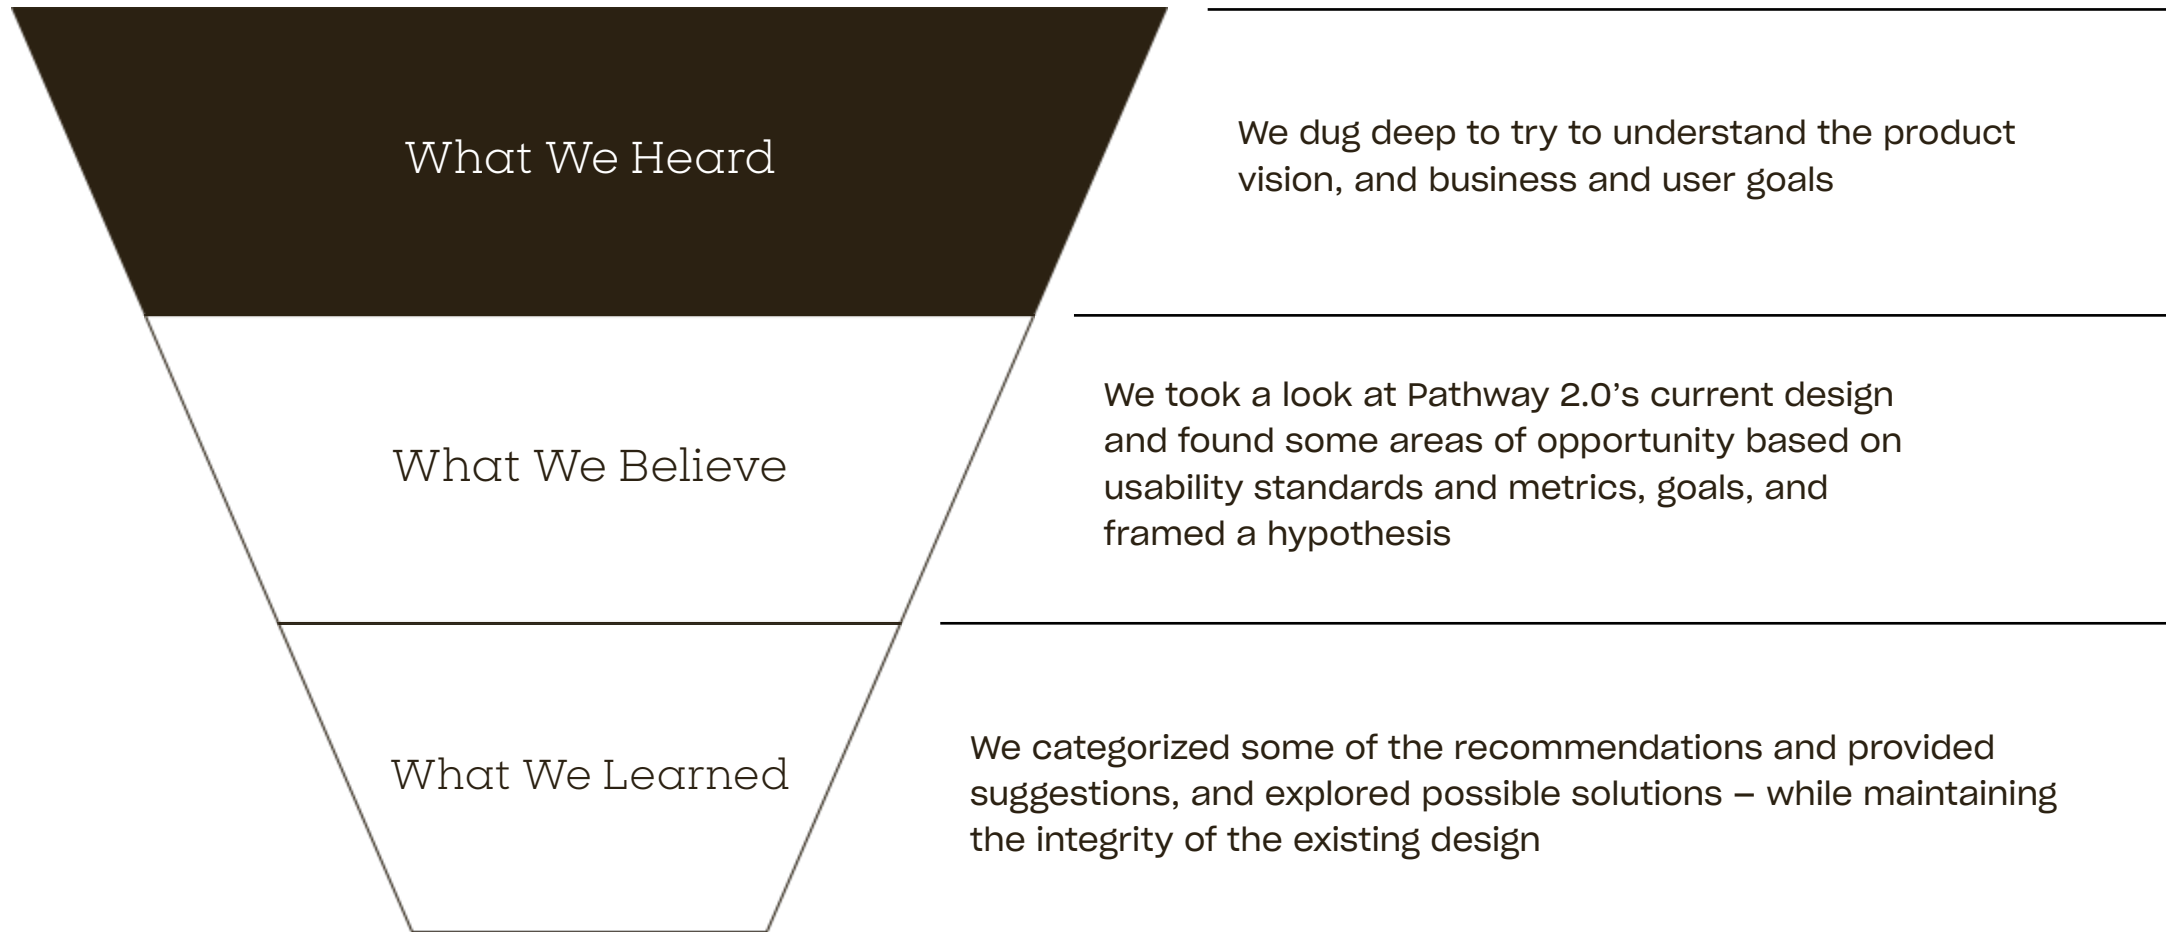 What We Heard
We dug deep to try to understand the product
vision, and business and user goals
What We Believe
We took a look at Pathway 2.0’s current design
and found some areas of opportunity based on
usability standards and metrics, goals, and
framed a hypothesis
What We Learned
We categorized some of the recommendations and provided
suggestions, and explored possible solutions – while maintaining
the integrity of the existing design